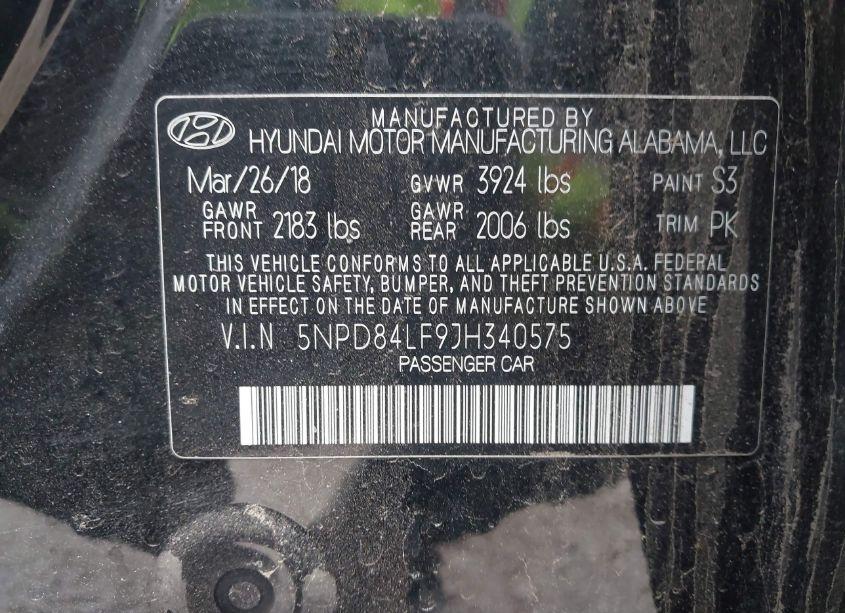 MANUFACTURED BY
HYUNDAI MOTOR MANUFACTURING ALABAMA, LLC
Mar/26/18 GVWR 3924 lbs PAINT S3
GAWR FRONT 2183 lbs GAWR REAR 2006 lbs TRIM PK
THIS VEHICLE CONFORMS TO ALL APPLICABLE U.S.A. FEDERAL
MOTOR VEHICLE SAFETY, BUMPER, AND THEFT PREVENTION STANDARDS
IN EFFECT ON THE DATE OF MANUFACTURE SHOWN ABOVE
V.I.N 5NPD84LF9JH340575
PASSENGER CAR